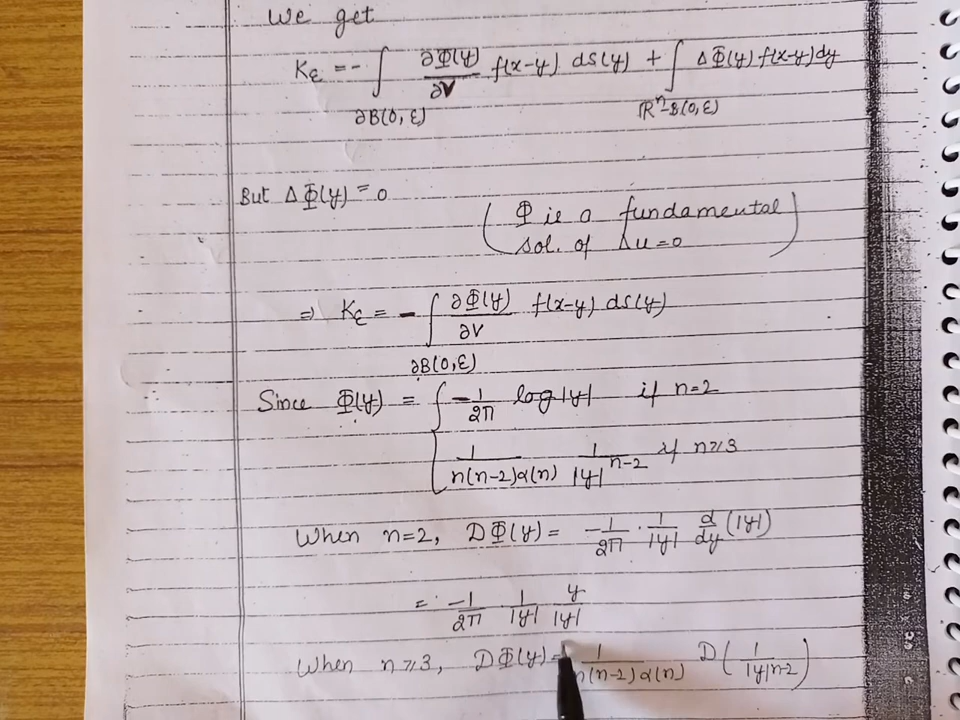 We get
Kε = - ∫∂B(0,ε) ∂Φ(y)/∂ν f(x-y) ds(y) + ∫ℝⁿ-B(0,ε) ΔΦ(y) f(x-y) dy
But ΔΦ(y) = 0
(Φ is a fundamental
sol. of Δu=0)
⇒ Kε = - ∫∂B(0,ε) ∂Φ(y)/∂ν f(x-y) ds(y)
Since Φ(y) = { -1/2π log|y| if n=2
1/n(n-2)α(n) 1/|y|ⁿ⁻² if n≥3
When n=2, DΦ(y) = -1/2π · 1/|y| d/dy (|y|)
= -1/2π 1/|y| y/|y|
When n≥3, DΦ(y) = 1/n(n-2)α(n) D(1/|y|n-2)